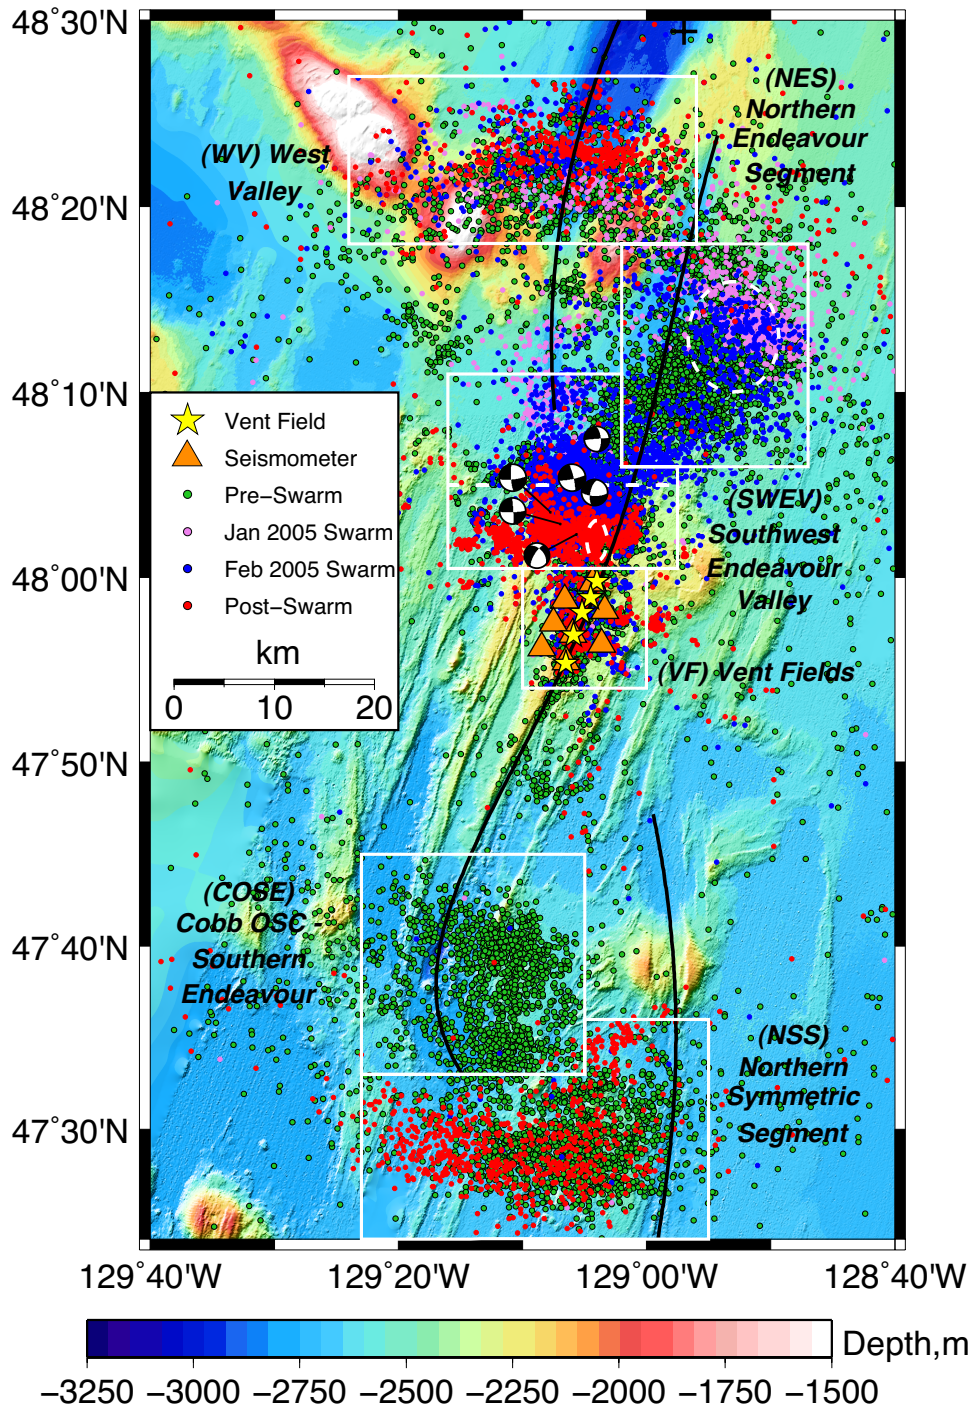 48°30'N
48°20'N
48°10'N
48°00'N
47°50'N
47°40'N
47°30'N
(NES)
Northern
Endeavour
Segment
(WV) West
Valley
Vent Field
Seismometer
Pre-Swarm
Jan 2005 Swarm
Feb 2005 Swarm
Post-Swarm
km
0 10 20
(SWEV)
Southwest
Endeavour
Valley
(VF) Vent Fields
(COSE)
Cobb OSC -
Southern
Endeavour
(NSS)
Northern
Symmetric
Segment
129°40'W 129°20'W 129°00'W 128°40'W
Depth,m
-3250 -3000 -2750 -2500 -2250 -2000 -1750 -1500